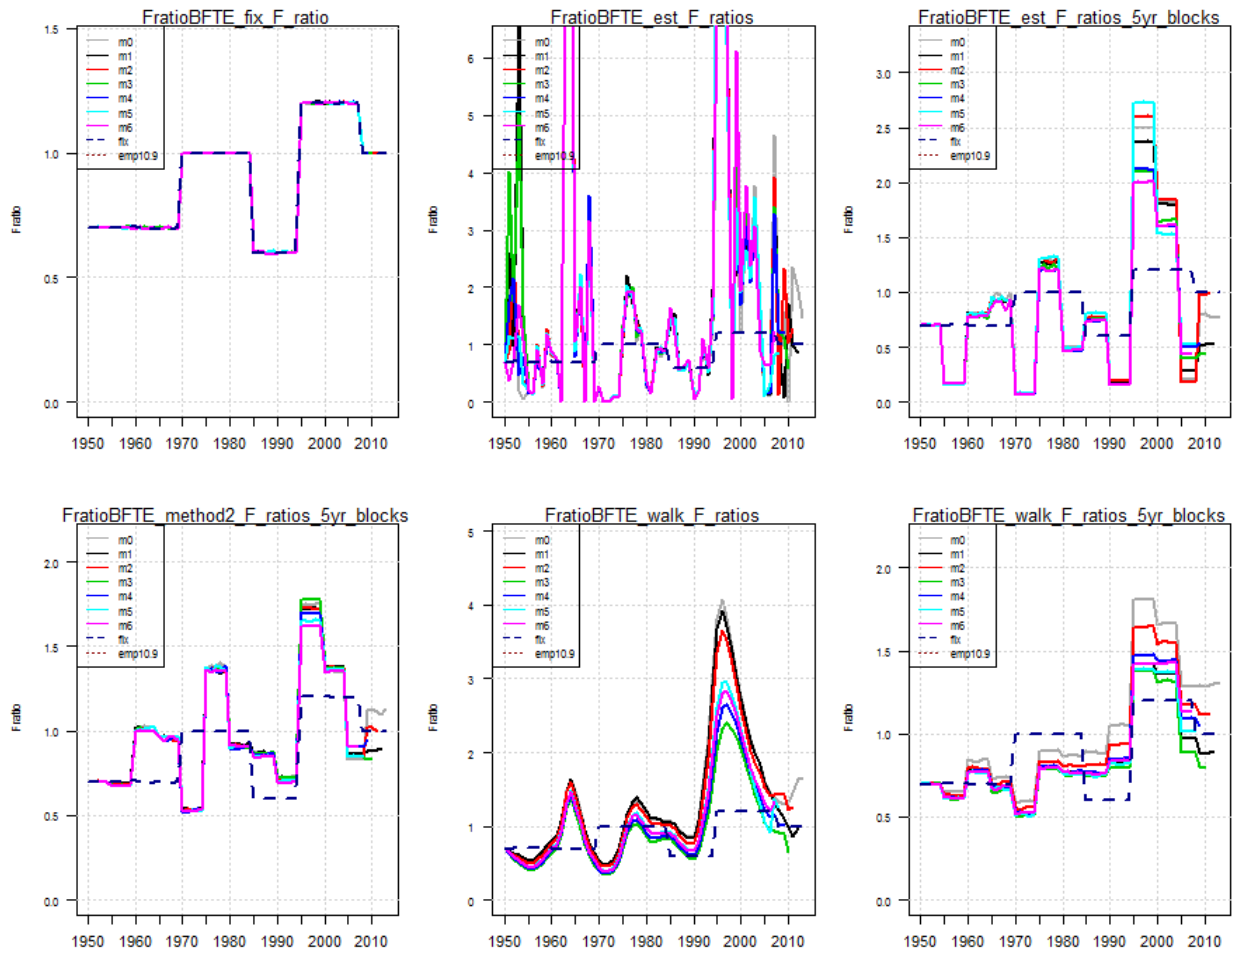 FratioBFTE_fix_F_ratio
Fratio
1.5
1.0
0.5
0.0
m0
m1
m2
m3
m4
m5
m6
fix
emp10.9
1950 1960 1970 1980 1990 2000 2010
FratioBFTE_est_F_ratios
Fratio
6
5
4
3
2
1
0
m0
m1
m2
m3
m4
m5
m6
fix
emp10.9
1950 1960 1970 1980 1990 2000 2010
FratioBFTE_est_F_ratios_5yr_blocks
Fratio
3.0
2.5
2.0
1.5
1.0
0.5
0.0
m0
m1
m2
m3
m4
m5
m6
fix
emp10.9
1950 1960 1970 1980 1990 2000 2010
FratioBFTE_method2_F_ratios_5yr_blocks
Fratio
2.0
1.5
1.0
0.5
0.0
m0
m1
m2
m3
m4
m5
m6
fix
emp10.9
1950 1960 1970 1980 1990 2000 2010
FratioBFTE_walk_F_ratios
Fratio
5
4
3
2
1
0
m0
m1
m2
m3
m4
m5
m6
fix
emp10.9
1950 1960 1970 1980 1990 2000 2010
FratioBFTE_walk_F_ratios_5yr_blocks
Fratio
2.0
1.5
1.0
0.5
0.0
m0
m1
m2
m3
m4
m5
m6
fix
emp10.9
1950 1960 1970 1980 1990 2000 2010